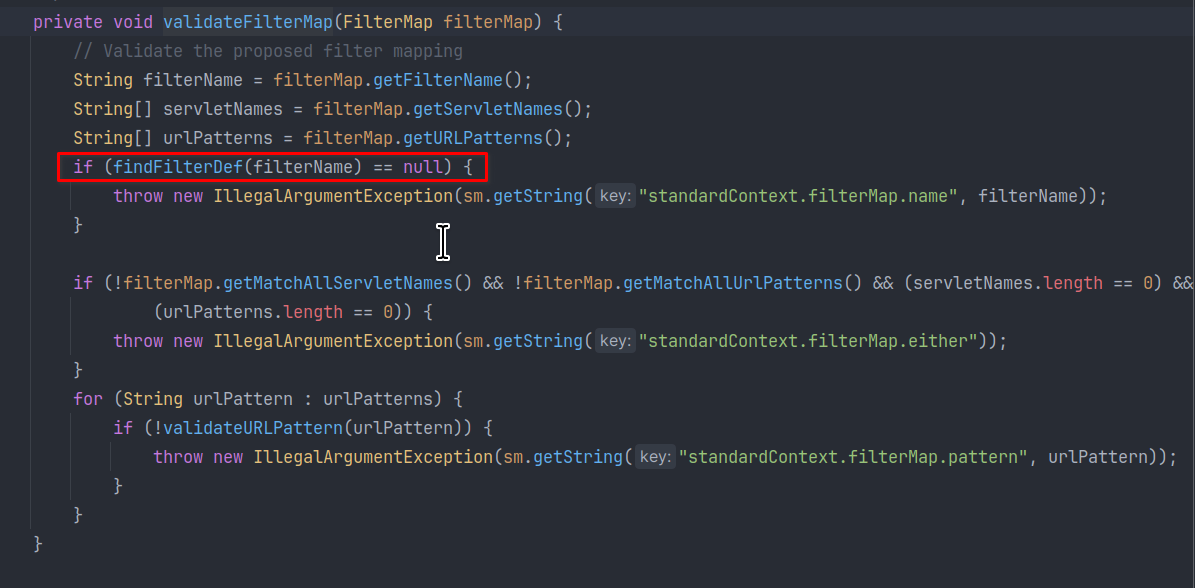 private void validateFilterMap(FilterMap filterMap) {
// Validate the proposed filter mapping
String filterName = filterMap.getFilterName();
String[] servletNames = filterMap.getServletNames();
String[] urlPatterns = filterMap.getURLPatterns();
if (findFilterDef(filterName) == null) {
throw new IllegalArgumentException(sm.getString( key: "standardContext.filterMap.name", filterName));
}
if (!filterMap.getMatchAllServletNames() && !filterMap.getMatchAllUrlPatterns() && (servletNames.length == 0) &&
(urlPatterns.length == 0)) {
throw new IllegalArgumentException(sm.getString( key: "standardContext.filterMap.either"));
}
for (String urlPattern : urlPatterns) {
if (!validateURLPattern(urlPattern)) {
throw new IllegalArgumentException(sm.getString( key: "standardContext.filterMap.pattern", urlPattern));
}
}
}